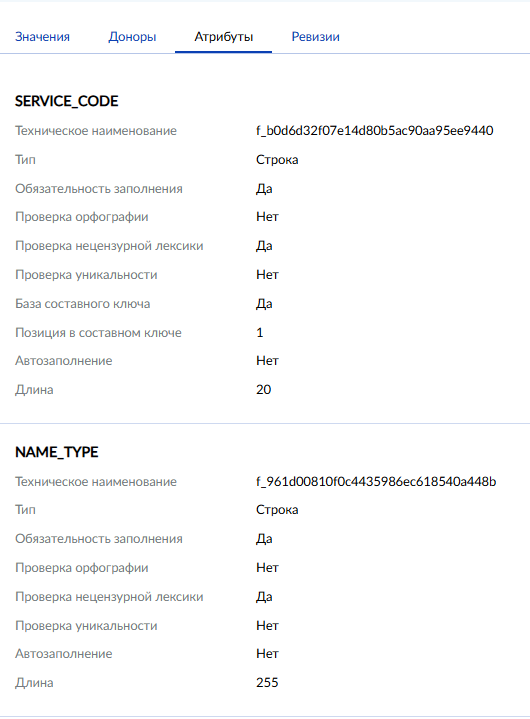 Значения Доноры Атрибуты Ревизии
SERVICE_CODE
Техническое наименование f_b0d6d32f07e14d80b5ac90aa95ee9440
Тип Строка
Обязательность заполнения Да
Проверка орфографии Нет
Проверка нецензурной лексики Да
Проверка уникальности Нет
База составного ключа Да
Позиция в составном ключе 1
Автозаполнение Нет
Длина 20
NAME_TYPE
Техническое наименование f_961d00810f0c4435986ec618540a448b
Тип Строка
Обязательность заполнения Да
Проверка орфографии Нет
Проверка нецензурной лексики Да
Проверка уникальности Нет
Автозаполнение Нет
Длина 255